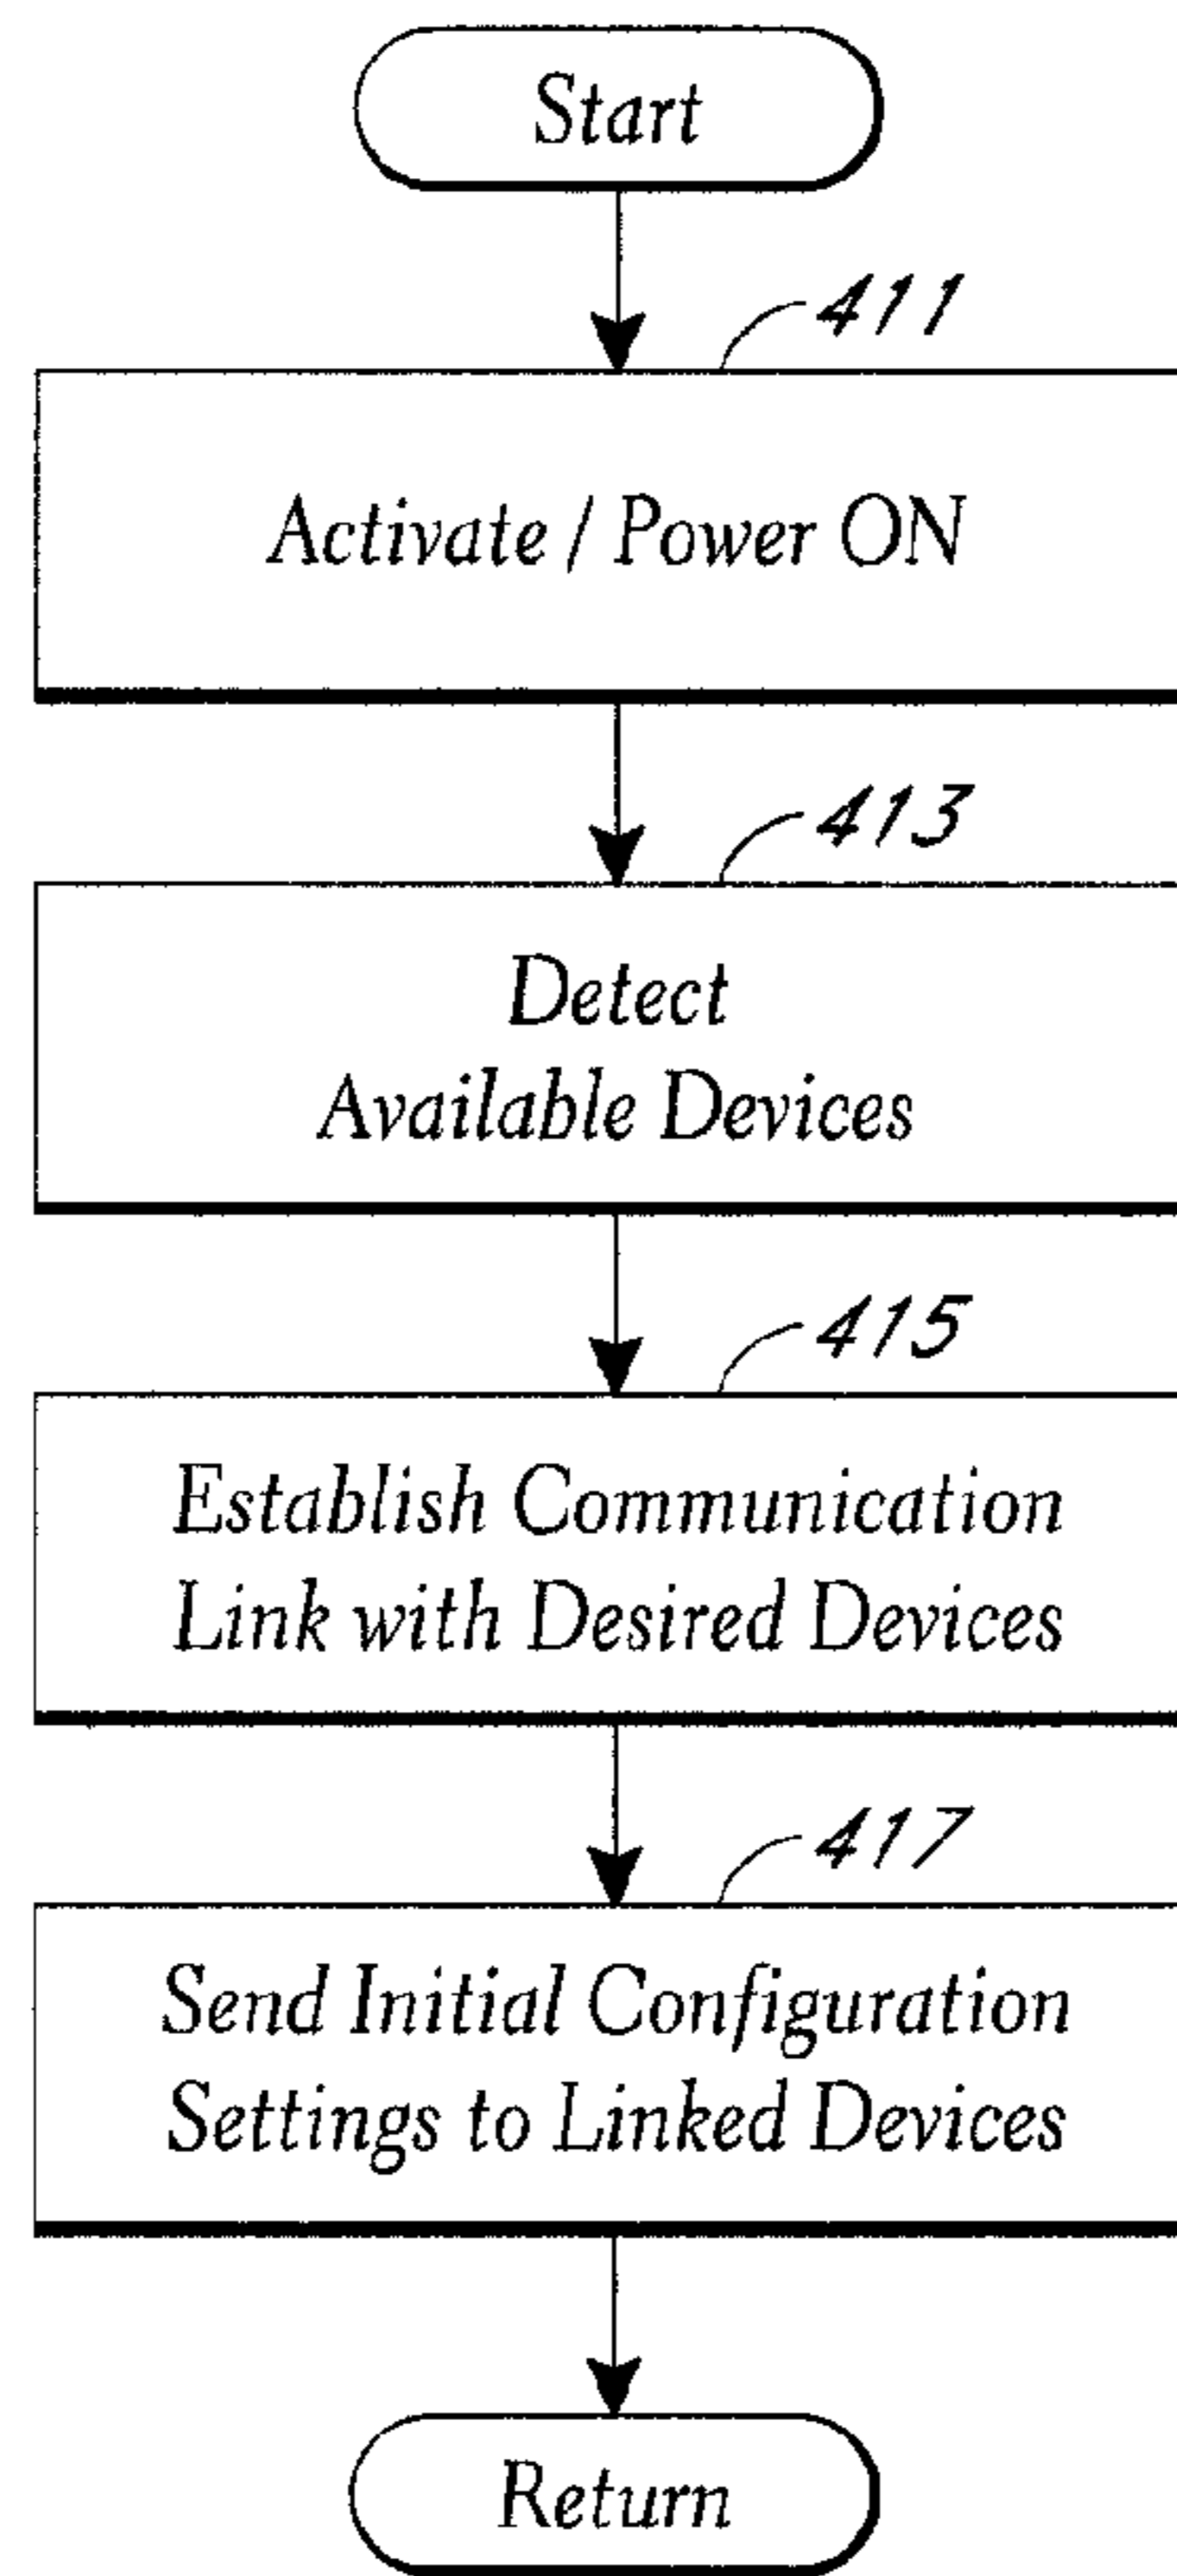 Start
411
Activate / Power ON
413
Detect
Available Devices
415
Establish Communication
Link with Desired Devices
417
Send Initial Configuration
Settings to Linked Devices
Return